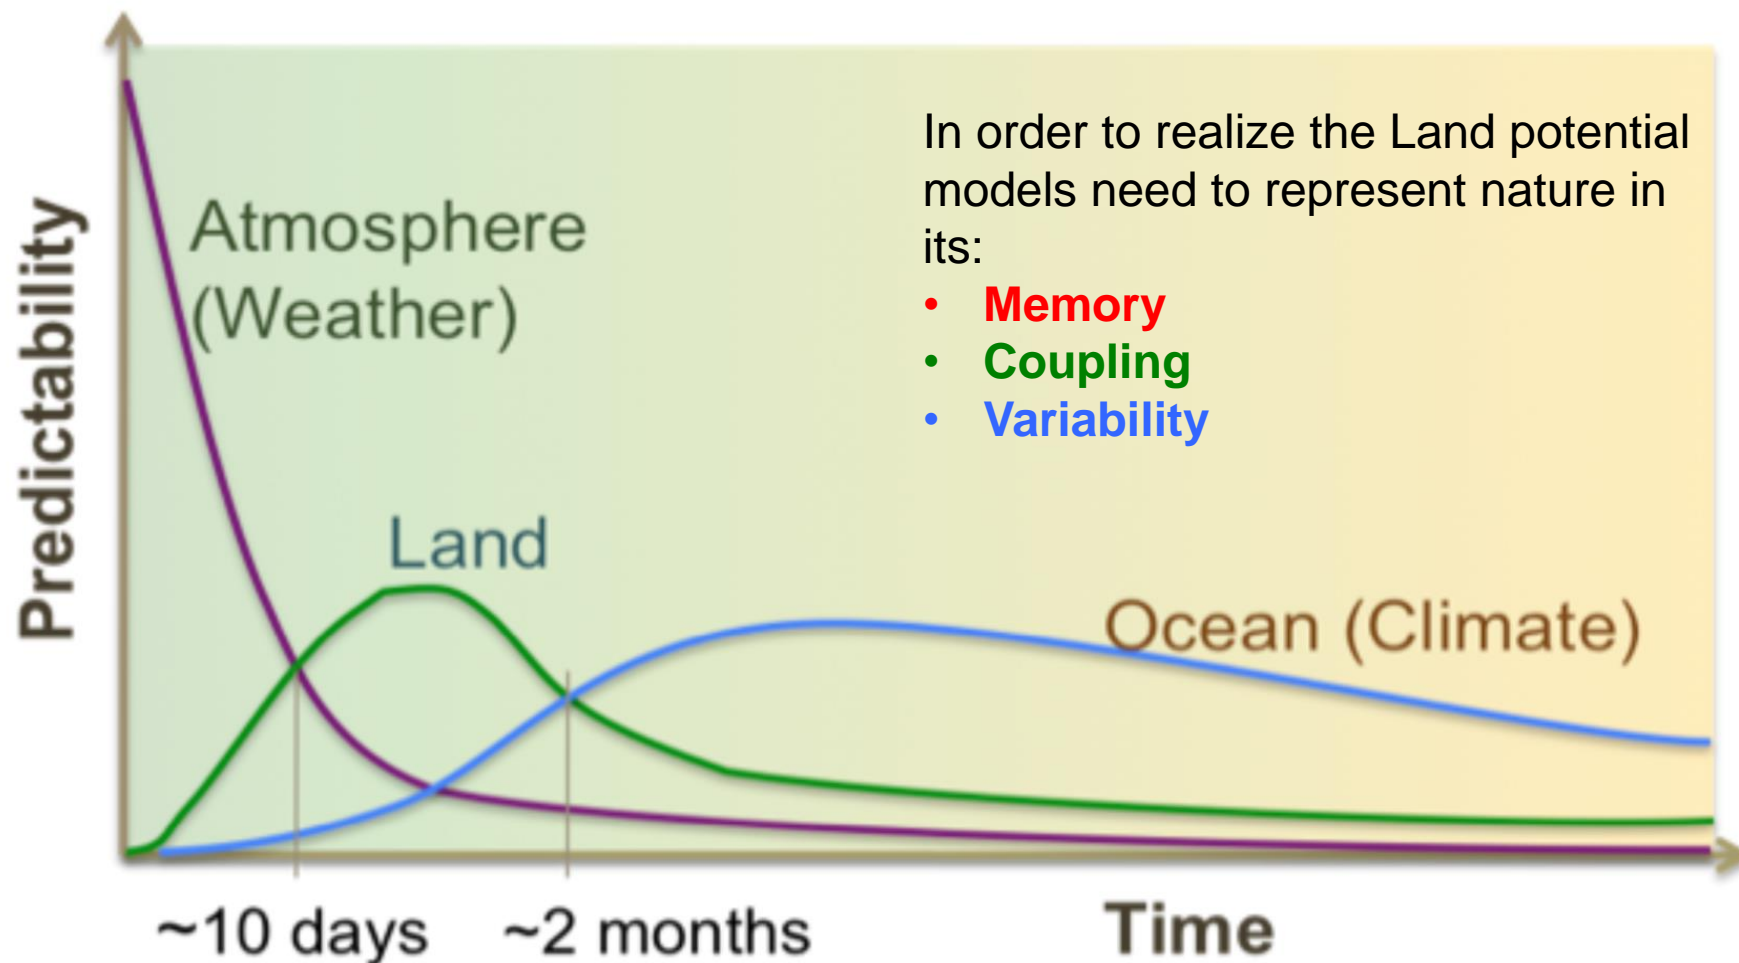 In order to realize the Land potential
models need to represent nature in
its:
• Memory
• Coupling
• Variability
Atmosphere
(Weather)
Land
Ocean (Climate)
Predictability
~10 days
~2 months
Time